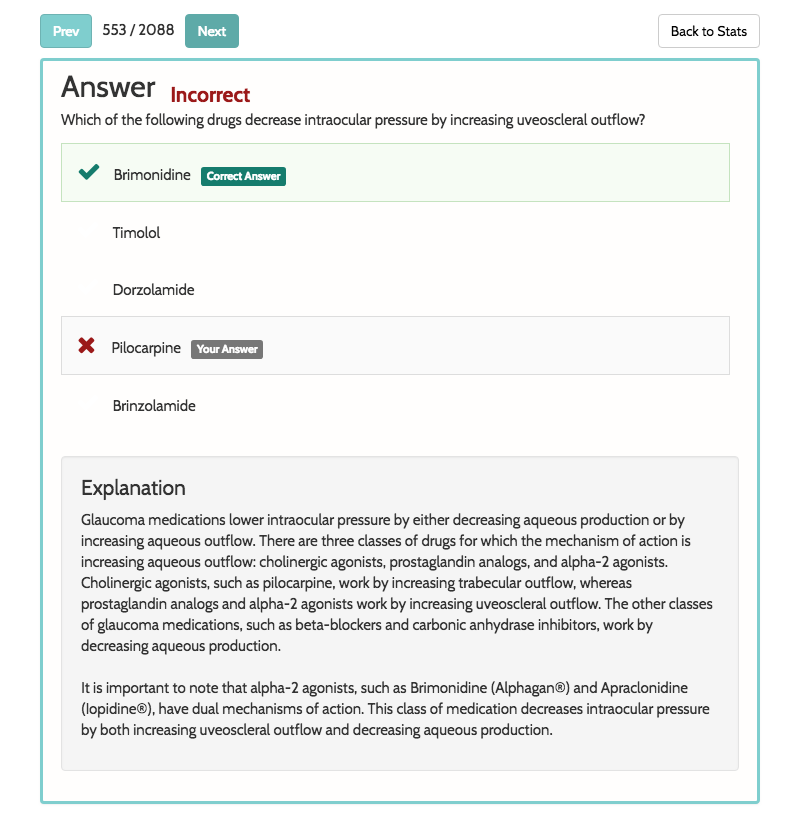 Prev 553 / 2088 Next Back to Stats
Answer Incorrect
Which of the following drugs decrease intraocular pressure by increasing uveoscleral outflow?
Brimonidine Correct Answer
Timolol
Dorzolamide
Pilocarpine Your Answer
Brinzolamide
Explanation
Glaucoma medications lower intraocular pressure by either decreasing aqueous production or by
increasing aqueous outflow. There are three classes of drugs for which the mechanism of action is
increasing aqueous outflow: cholinergic agonists, prostaglandin analogs, and alpha-2 agonists.
Cholinergic agonists, such as pilocarpine, work by increasing trabecular outflow, whereas
prostaglandin analogs and alpha-2 agonists work by increasing uveoscleral outflow. The other classes
of glaucoma medications, such as beta-blockers and carbonic anhydrase inhibitors, work by
decreasing aqueous production.
It is important to note that alpha-2 agonists, such as Brimonidine (Alphagan®) and Apraclonidine
(Iopidine®), have dual mechanisms of action. This class of medication decreases intraocular pressure
by both increasing uveoscleral outflow and decreasing aqueous production.